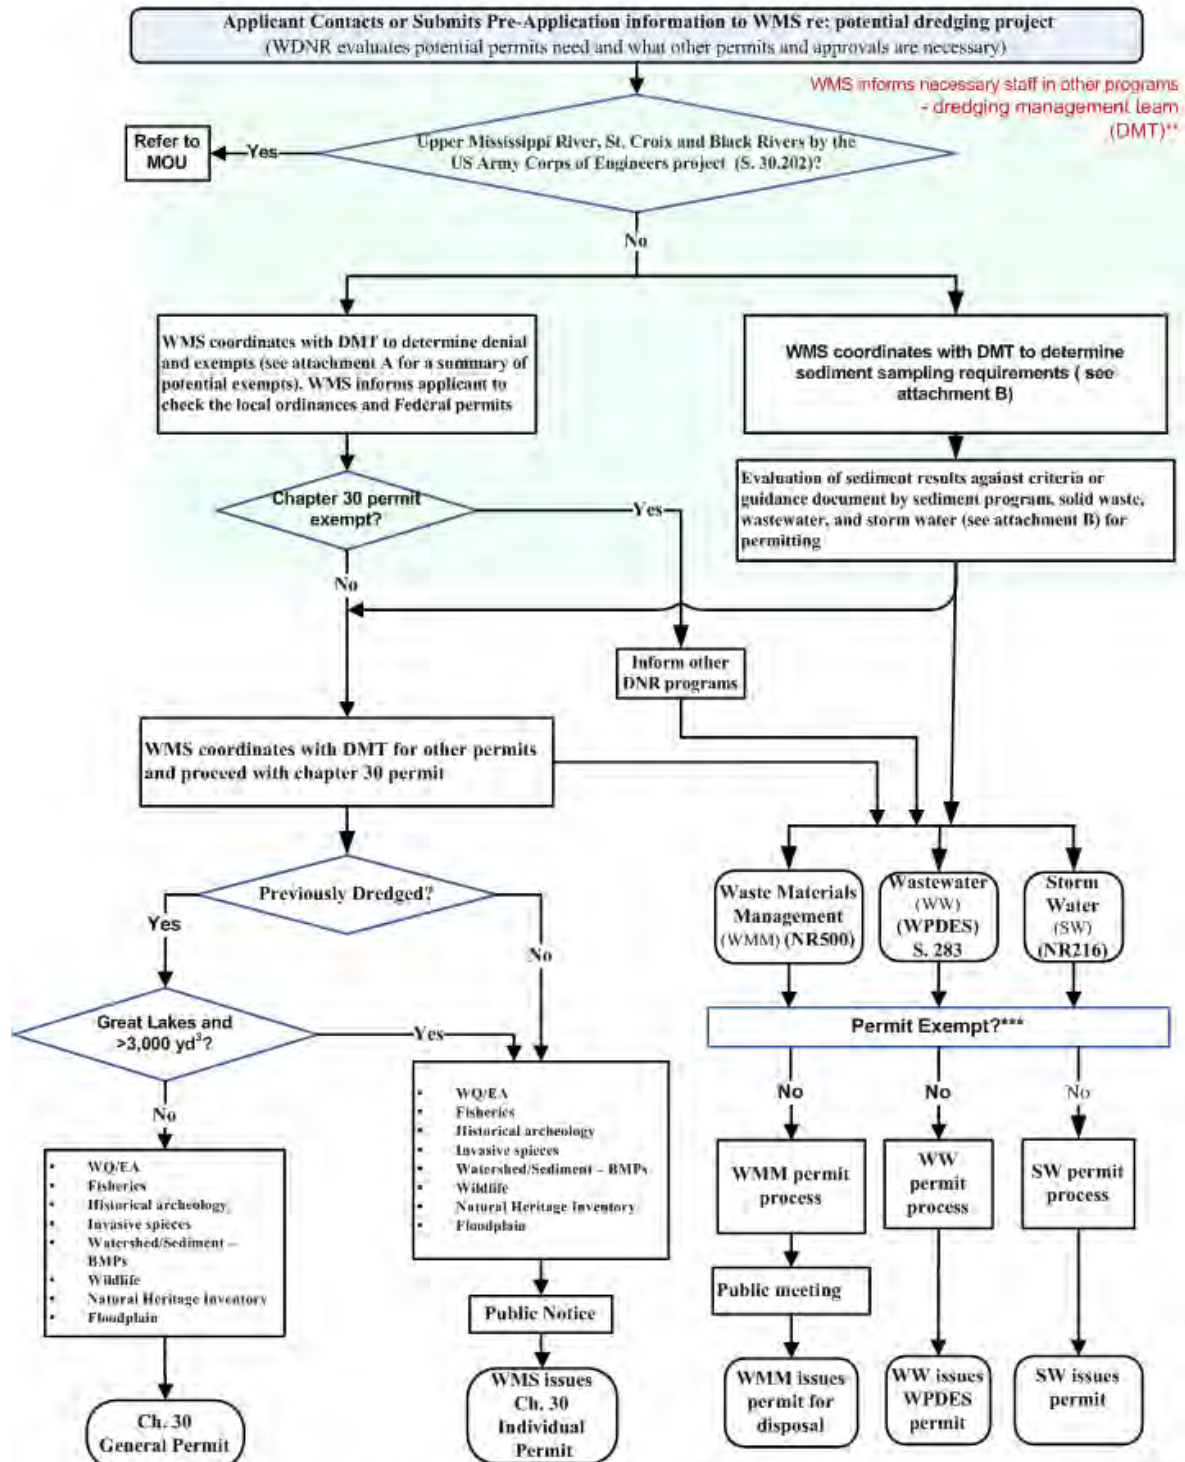 Applicant Contacts or Submits Pre-Application information to WMS re: potential dredging project
(WDNR evaluates potential permits need and what other permits and approvals are necessary)
WMS informs necessary staff in other programs
- dredging management team
(DMT)**
Refer to
MOU
Yes
Upper Mississippi River, St. Croix and Black Rivers by the
US Army Corps of Engineers project (S. 30.202)?
No
WMS coordinates with DMT to determine denial
and exempts (see attachment A for a summary of
potential exempts). WMS informs applicant to
check the local ordinances and Federal permits
WMS coordinates with DMT to determine
sediment sampling requirements ( see
attachment B)
Chapter 30 permit
exempt?
Yes
Evaluation of sediment results against criteria or
guidance document by sediment program, solid waste,
wastewater, and storm water (see attachment B) for
permitting
No
Inform other
DNR programs
WMS coordinates with DMT for other permits
and proceed with chapter 30 permit
Previously Dredged?
Yes
No
Waste Materials
Management
(WMM) (NR500)
Wastewater
(WW)
(WPDES)
S. 283
Storm
Water
(SW)
(NR216)
Great Lakes and
>3,000 yd³?
Yes
No
Permit Exempt?***
No
No
No
▪ WQ/EA
▪ Fisheries
▪ Historical archeology
▪ Invasive spieces
▪ Watershed/Sediment – BMPs
▪ Wildlife
▪ Natural Heritage Inventory
▪ Floodplain
▪ WQ/EA
▪ Fisheries
▪ Historical archeology
▪ Invasive spieces
▪ Watershed/Sediment –
BMPs
▪ Wildlife
▪ Natural Heritage Inventory
▪ Floodplain
WMM permit
process
WW
permit
process
SW permit
process
Public meeting
Public Notice
Ch. 30
General Permit
WMS issues
Ch. 30
Individual
Permit
WMM issues
permit for
disposal
WW issues
WPDES
permit
SW issues
permit